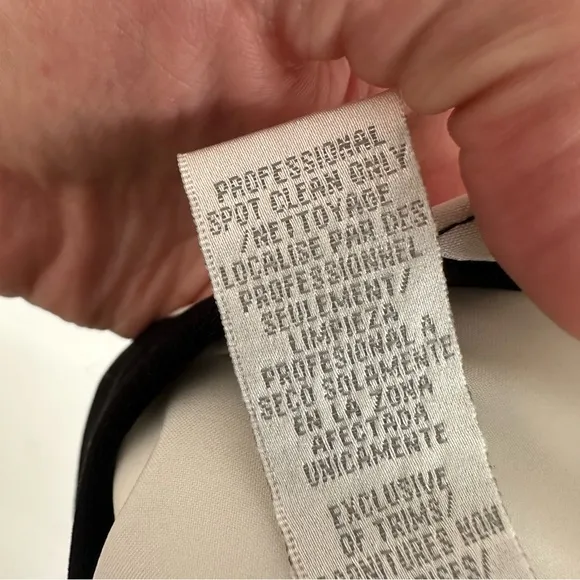 PROFESSIONAL
SPOT CLEAN ONLY
/NETTOYAGE
LOCALISE PAR DES
PROFESSIONNEL
SEULEMENT/
LIMPIEZA
PROFESIONAL A
SECO SOLAMENTE
EN LA ZONA
AFECTADA
UNICAMENTE
EXCLUSIVE
OF TRIMS/
NON